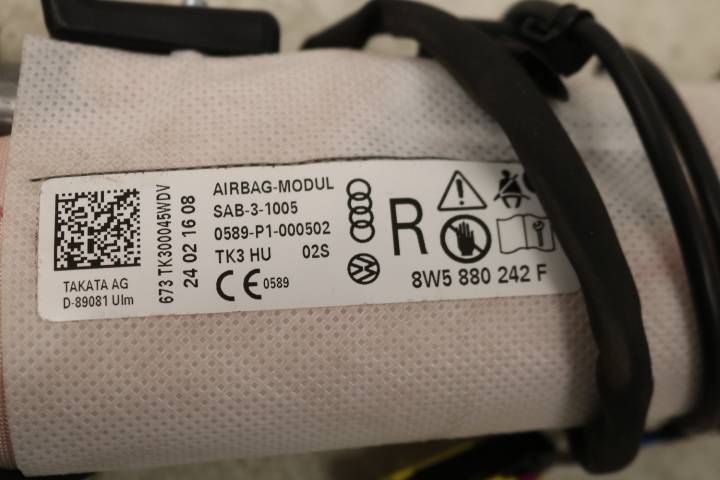 TAKATA AG
D-89081 Ulm
673 TK300045WDV
24 02 16 08
AIRBAG-MODUL
SAB-3-1005
0589-P1-000502
TK3 HU 02S
CE 0589
R
8W5 880 242 F